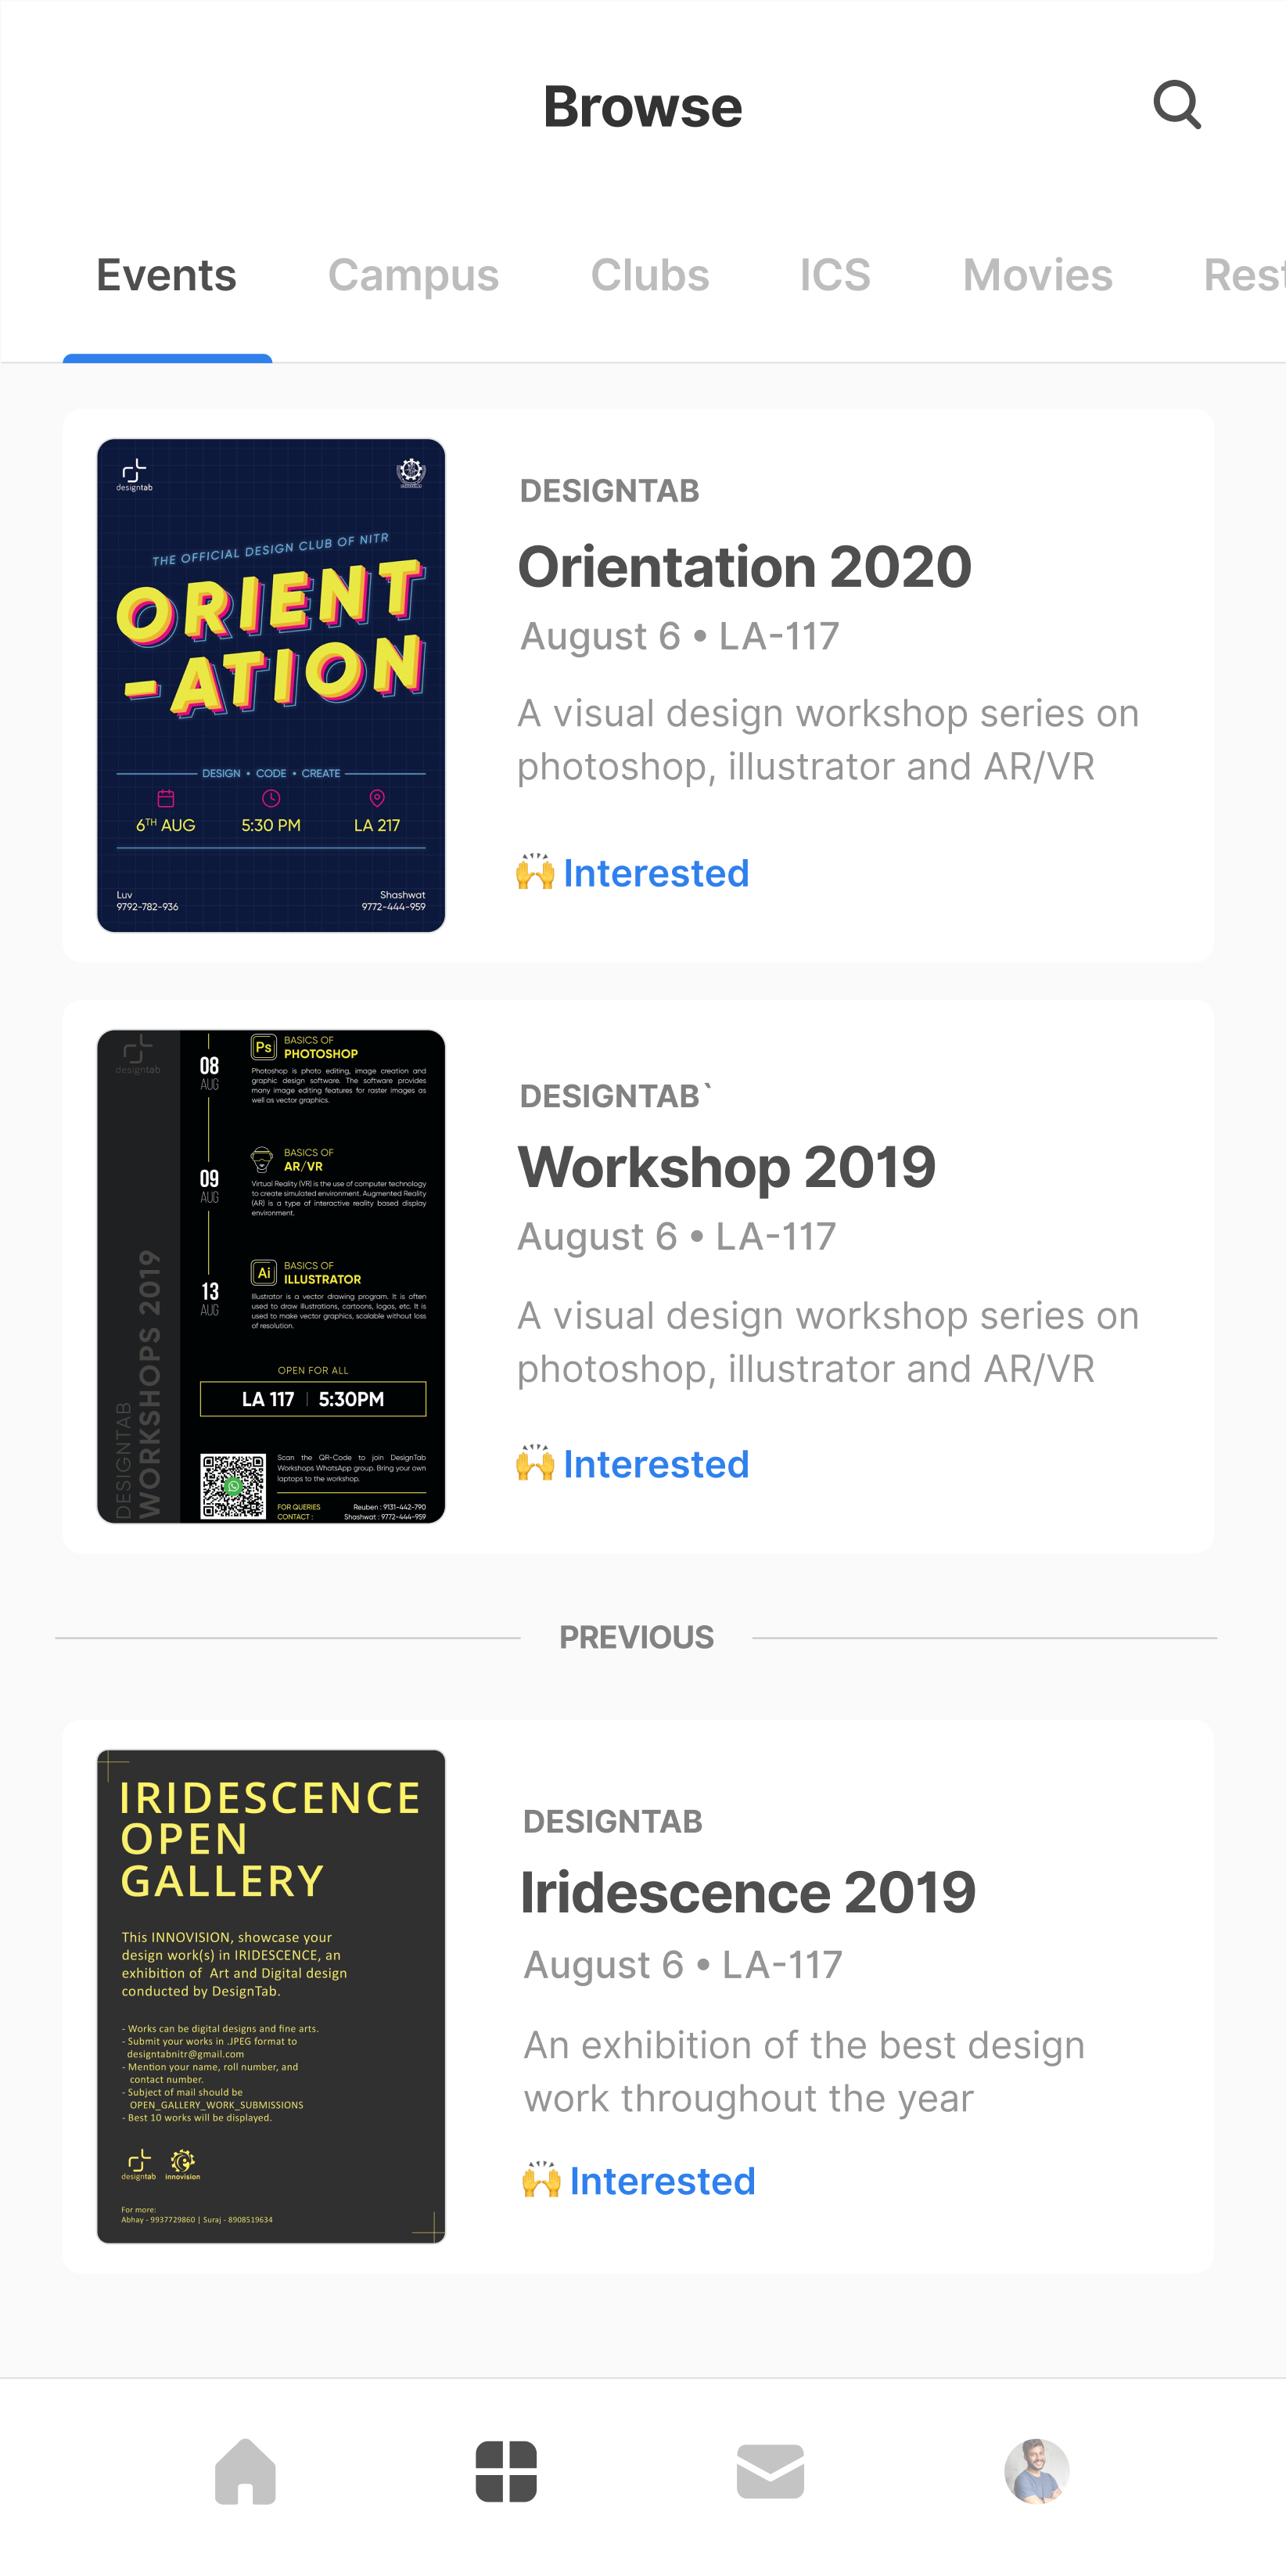 Browse
Events Campus Clubs ICS Movies Rest
designtab
THE OFFICIAL DESIGN CLUB OF NITR
ORIENT
-ATION
DESIGN • CODE • CREATE
6TH AUG 5:30 PM LA 217
Luv Shashwat
9792-782-936 9772-444-959
DESIGNTAB
Orientation 2020
August 6 • LA-117
A visual design workshop series on
photoshop, illustrator and AR/VR
🙌 Interested
designtab
DESIGNTAB
WORKSHOPS 2019
08
AUG
Ps
BASICS OF
PHOTOSHOP
Photoshop is photo editing, image creation and
graphic design software. The software provides
many image editing features for raster images as
well as vector graphics.
09
AUG
BASICS OF
AR/VR
Virtual Reality (VR) is the use of computer technology
to create simulated environment. Augmented Reality
(AR) is a type of interactive reality based display
environment.
13
AUG
Ai
BASICS OF
ILLUSTRATOR
Illustrator is a vector drawing program. It is often
used to draw illustrations, cartoons, logos, etc. It is
used to make vector graphics, scalable without loss
of resolution.
OPEN FOR ALL
LA 117 | 5:30PM
Scan the QR-Code to join DesignTab
Workshops WhatsApp group. Bring your own
laptops to the workshop.
FOR QUERIES Reuben : 9131-442-790
CONTACT : Shashwat : 9772-444-959
DESIGNTAB`
Workshop 2019
August 6 • LA-117
A visual design workshop series on
photoshop, illustrator and AR/VR
🙌 Interested
PREVIOUS
IRIDESCENCE
OPEN
GALLERY
This INNOVISION, showcase your
design work(s) in IRIDESCENCE, an
exhibition of Art and Digital design
conducted by DesignTab.
- Works can be digital designs and fine arts.
- Submit your works in .JPEG format to
designtabnitr@gmail.com
- Mention your name, roll number, and
contact number.
- Subject of mail should be
OPEN_GALLERY_WORK_SUBMISSIONS
- Best 10 works will be displayed.
designtab innovision
For more:
Abhay - 9937729860 | Suraj - 8908519634
DESIGNTAB
Iridescence 2019
August 6 • LA-117
An exhibition of the best design
work throughout the year
🙌 Interested